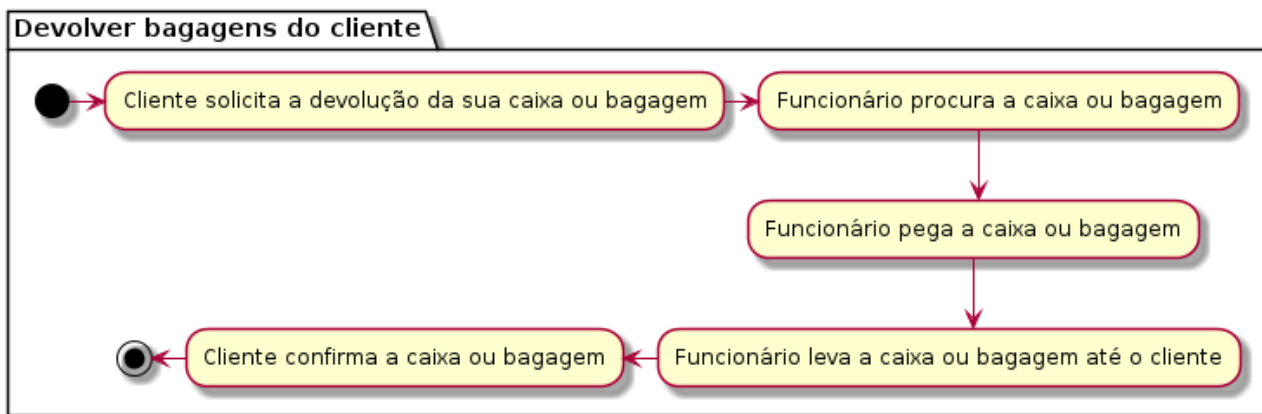 Devolver bagagens do cliente
Cliente solicita a devolução da sua caixa ou bagagem
Funcionário procura a caixa ou bagagem
Funcionário pega a caixa ou bagagem
Funcionário leva a caixa ou bagagem até o cliente
Cliente confirma a caixa ou bagagem